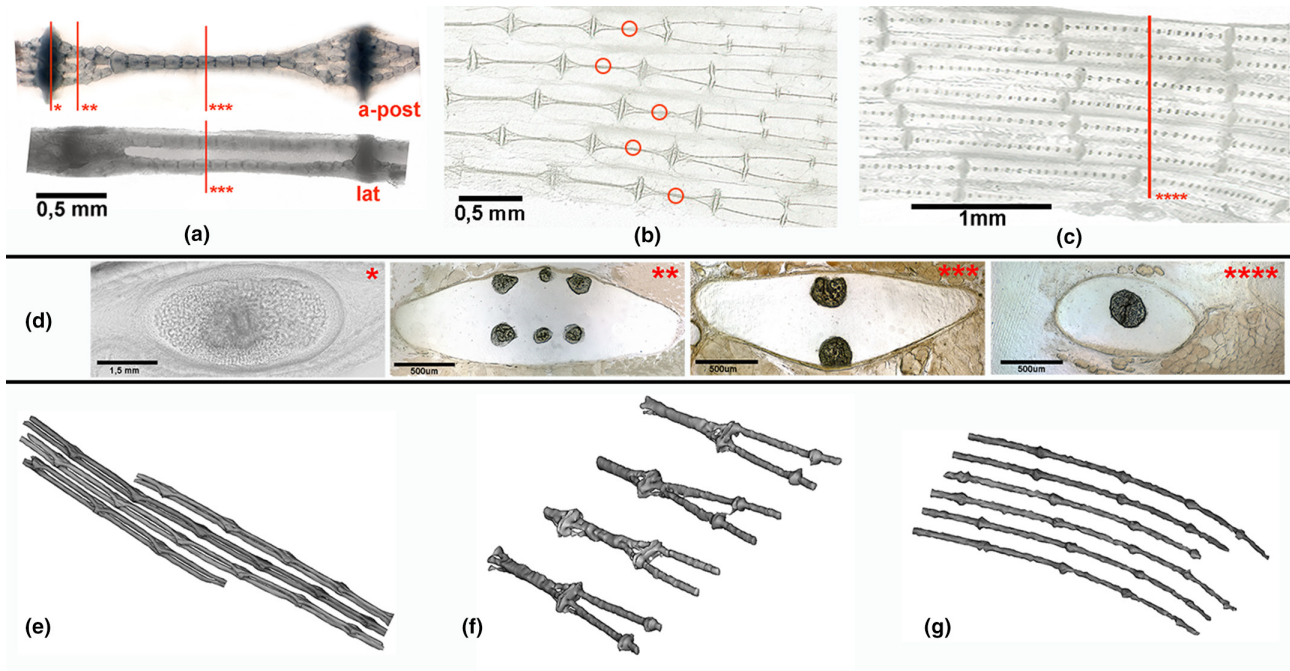 * ** *** a-post
***
lat
0,5 mm
(a)
0,5 mm
(b)
1mm
****
(c)
(d)
*
1,5 mm
**
500um
***
500um
****
500um
(e)
(f)
(g)